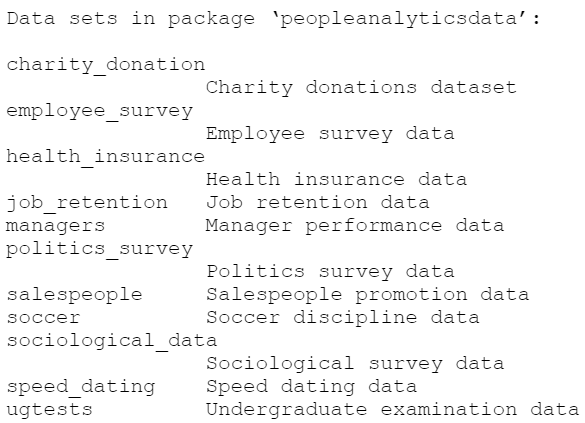 Data sets in package ‘peopleanalyticsdata’:

charity_donation
                        Charity donations dataset
employee_survey
                        Employee survey data
health_insurance
                        Health insurance data
job_retention           Job retention data
managers                Manager performance data
politics_survey
                        Politics survey data
salespeople             Salespeople promotion data
soccer                  Soccer discipline data
sociological_data
                        Sociological survey data
speed_dating            Speed dating data
ugtests                 Undergraduate examination data